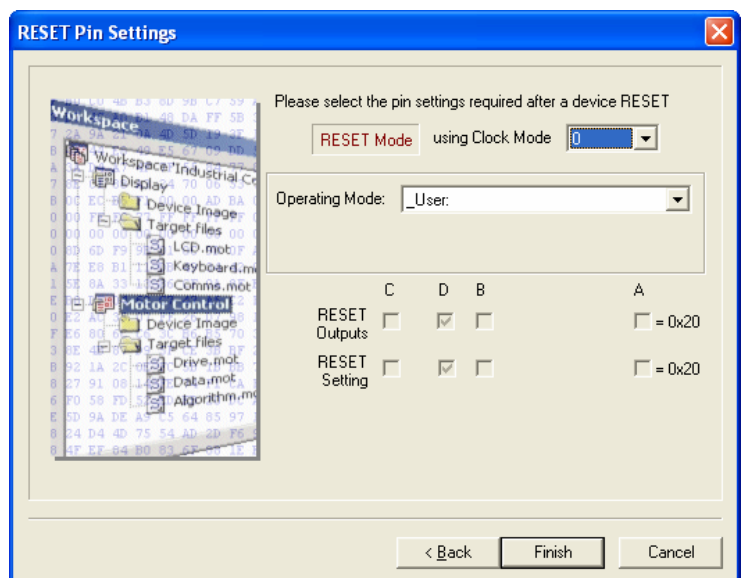 RESET Pin Settings
Please select the pin settings required after a device RESET
RESET Mode using Clock Mode 0
Operating Mode: _User:
C D B A
RESET Outputs = 0x20
RESET Setting = 0x20
Workspace
Workspace 'Industrial Co
Display
Device Image
Target files
LCD.mot
Keyboard.m
Comms.mot
Motor Control
Device Image
Target files
Drive.mot
Data.mot
Algorithm.mo
< Back Finish Cancel